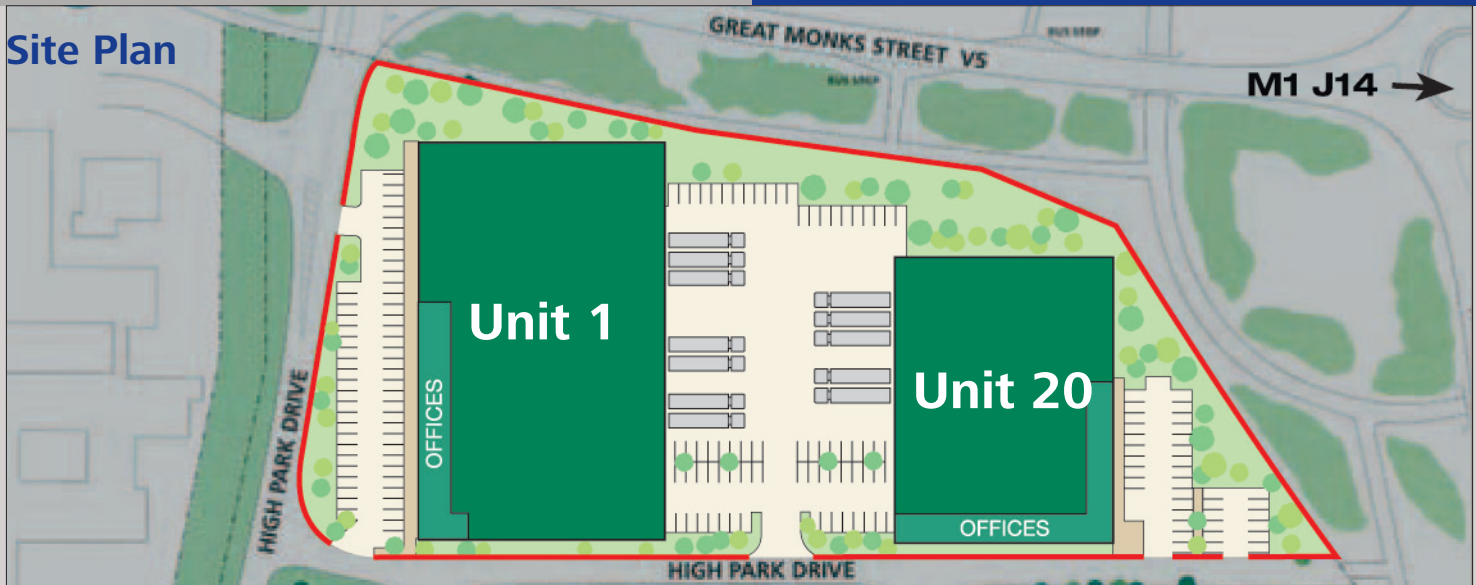 Site Plan
GREAT MONKS STREET V5
BUS STOP
BUS STOP
M1 J14
Unit 1
OFFICES
Unit 20
OFFICES
HIGH PARK DRIVE
HIGH PARK DRIVE